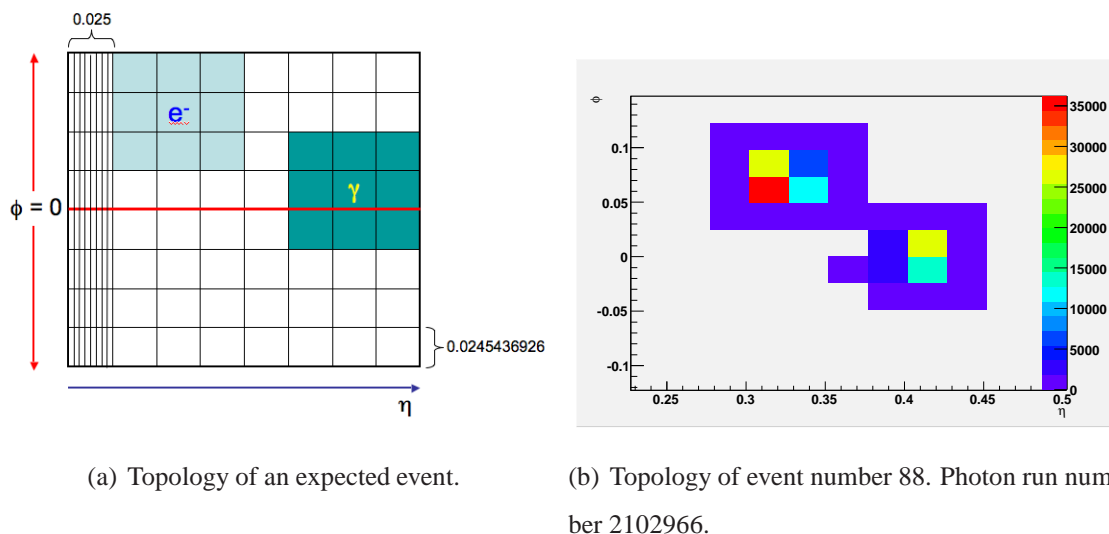 0.025
e-
γ
ϕ = 0
0.0245436926
η
ϕ
0.1
0.05
0
-0.05
-0.1
0.25
0.3
0.35
0.4
0.45
0.5
η
35000
30000
25000
20000
15000
10000
5000
0
(a) Topology of an expected event.
(b) Topology of event number 88. Photon run num-
ber 2102966.